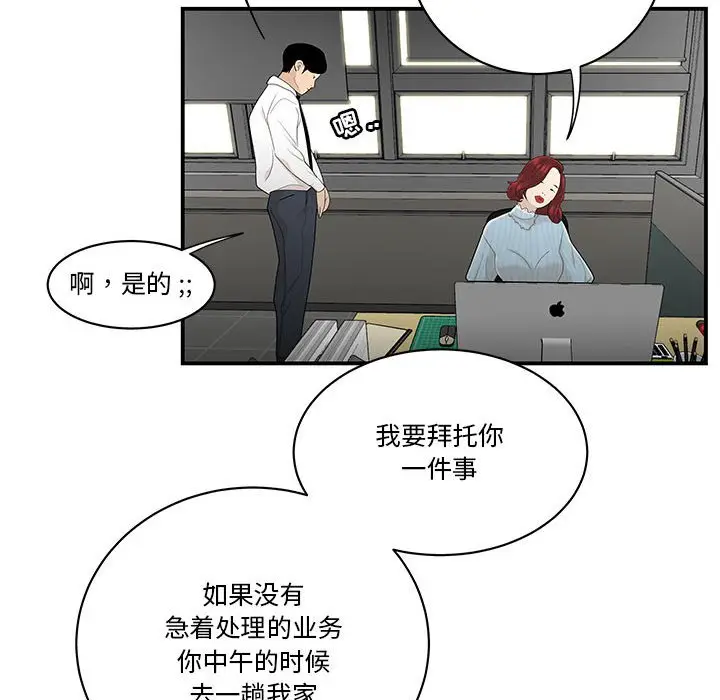 嗯..
啊，是的;;
我要拜托你
一件事
如果没有
急着处理的业务
你中午的时候
去一趟我家